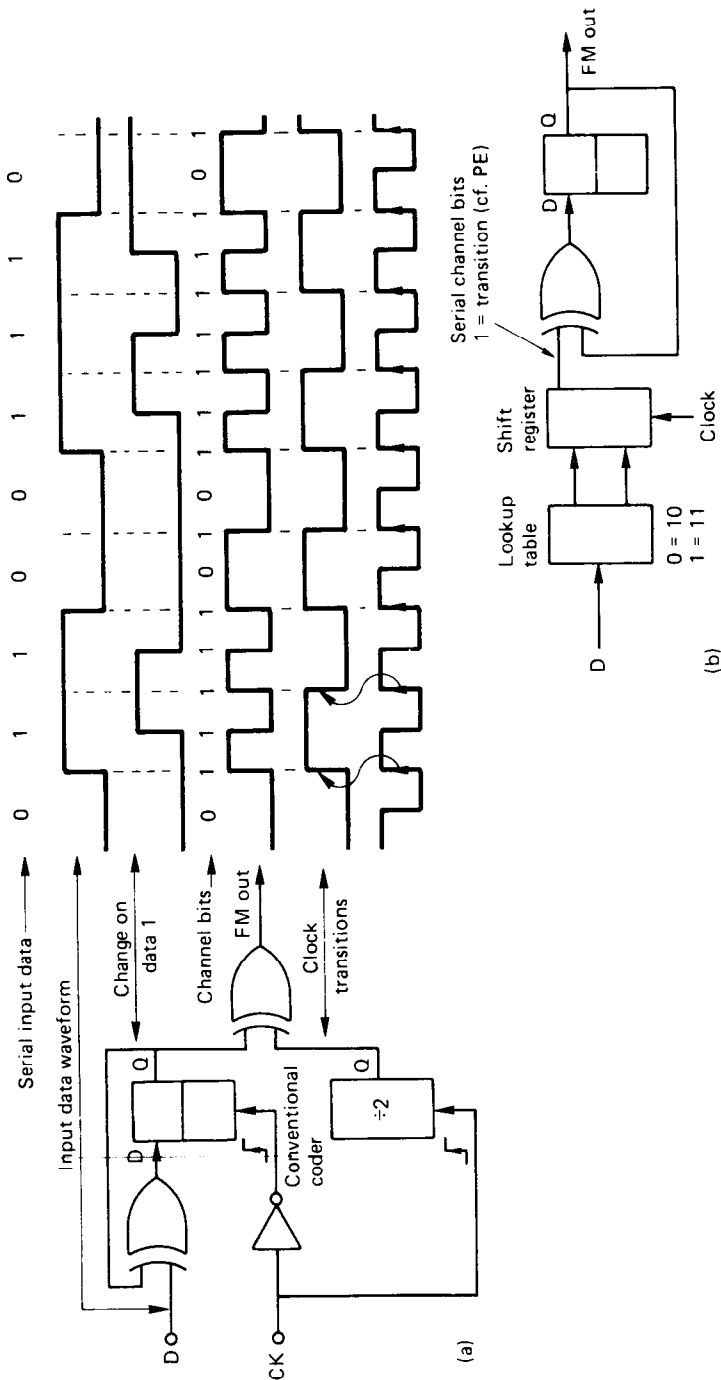 Serial input data
0 1 1 0 0 1 1 1 0
Input data waveform
Change on
data 1
Channel bits
0 1 1 1 1 0 1 0 1 1 1 1 1 1 0 1
FM out
Clock
transitions
D
D
Q
Conventional
coder
CK
÷2
Q
(a)
D
Lookup
table
0 = 10
1 = 11
Shift
register
Clock
Serial channel bits
1 = transition (cf. PE)
D
Q
FM out
(b)